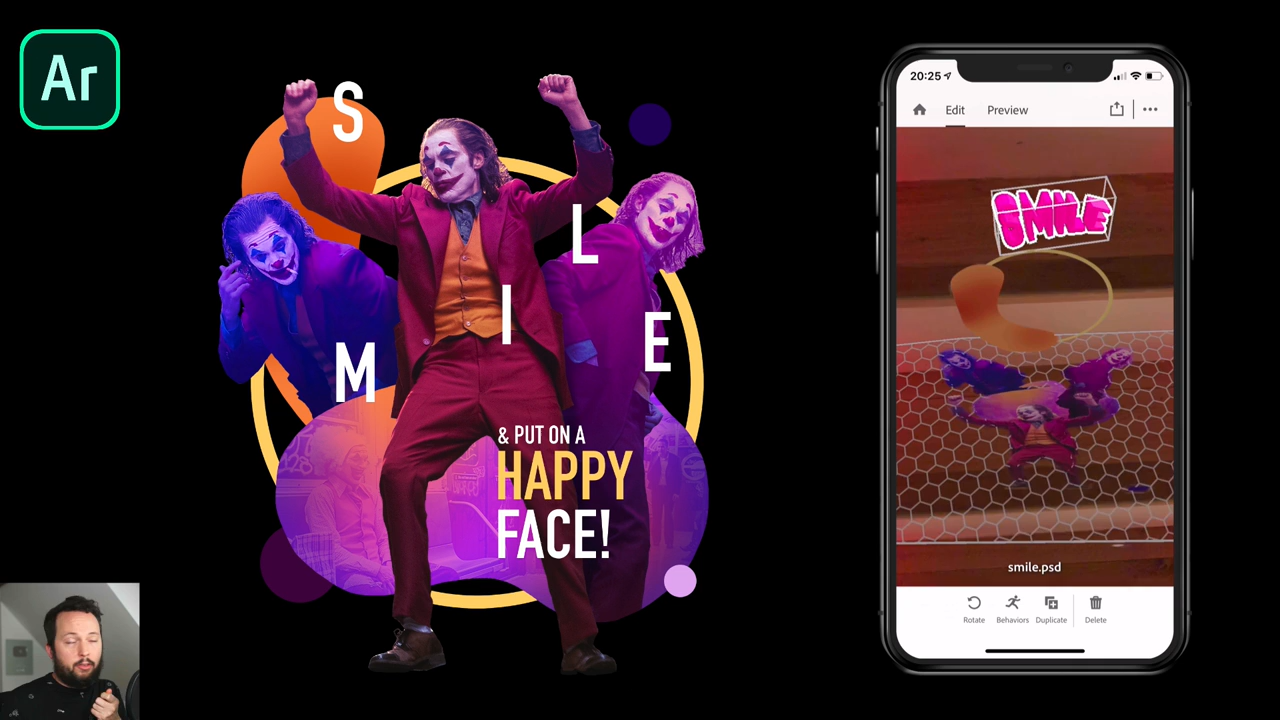 Ar
S
M
I
L
E
& PUT ON A
HAPPY
FACE!
20:25
Edit
Preview
SMILE
smile.psd
Rotate
Behaviors
Duplicate
Delete